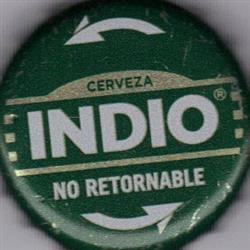 CERVEZA
INDIO®
NO RETORNABLE